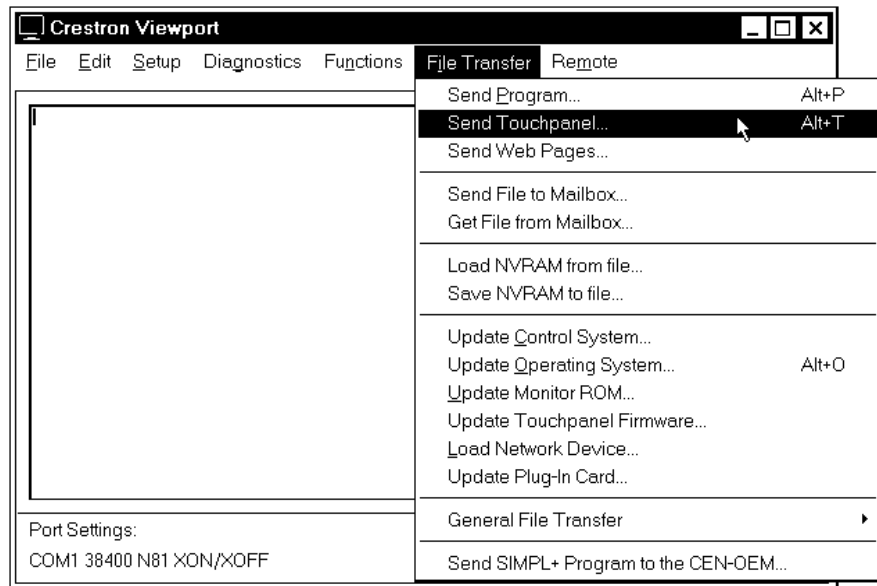 Crestron Viewport
File Edit Setup Diagnostics Functions File Transfer Remote
Send Program... Alt+P
Send Touchpanel... Alt+T
Send Web Pages...
Send File to Mailbox...
Get File from Mailbox...
Load NVRAM from file...
Save NVRAM to file...
Update Control System...
Update Operating System... Alt+O
Update Monitor ROM...
Update Touchpanel Firmware...
Load Network Device...
Update Plug-In Card...
General File Transfer
Send SIMPL+ Program to the CEN-OEM...
Port Settings:
COM1 38400 N81 XON/XOFF